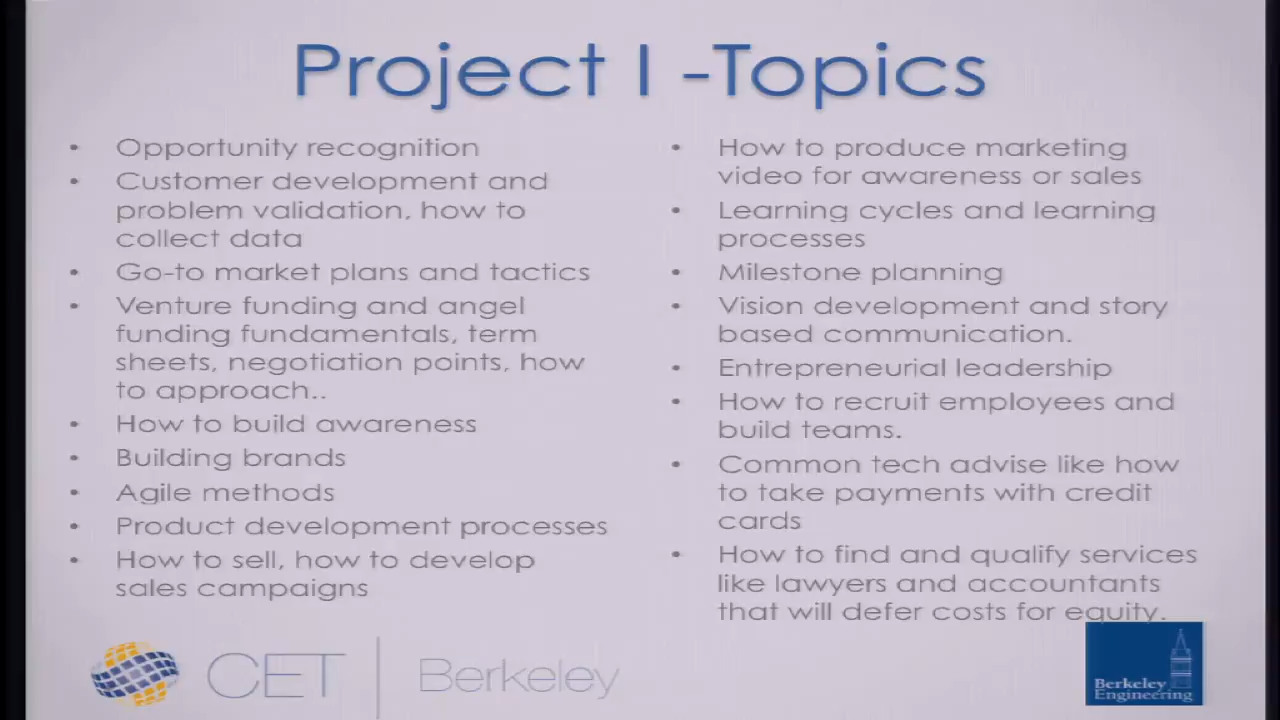 Project I -Topics
• Opportunity recognition
• Customer development and
problem validation, how to
collect data
• Go-to market plans and tactics
• Venture funding and angel
funding fundamentals, term
sheets, negotiation points, how
to approach..
• How to build awareness
• Building brands
• Agile methods
• Product development processes
• How to sell, how to develop
sales campaigns
• How to produce marketing
video for awareness or sales
• Learning cycles and learning
processes
• Milestone planning
• Vision development and story
based communication.
• Entrepreneurial leadership
• How to recruit employees and
build teams.
• Common tech advise like how
to take payments with credit
cards
• How to find and qualify services
like lawyers and accountants
that will defer costs for equity.
CET Berkeley
Berkeley
Engineering